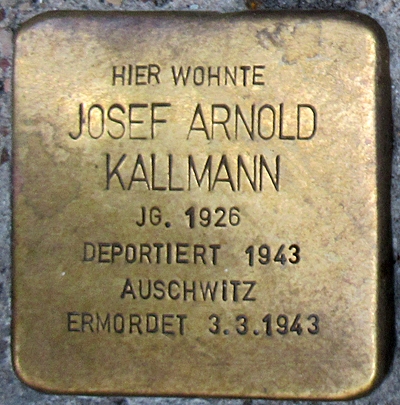 HIER WOHNTE
JOSEF ARNOLD
KALLMANN
JG. 1926
DEPORTIERT 1943
AUSCHWITZ
ERMORDET 3.3.1943